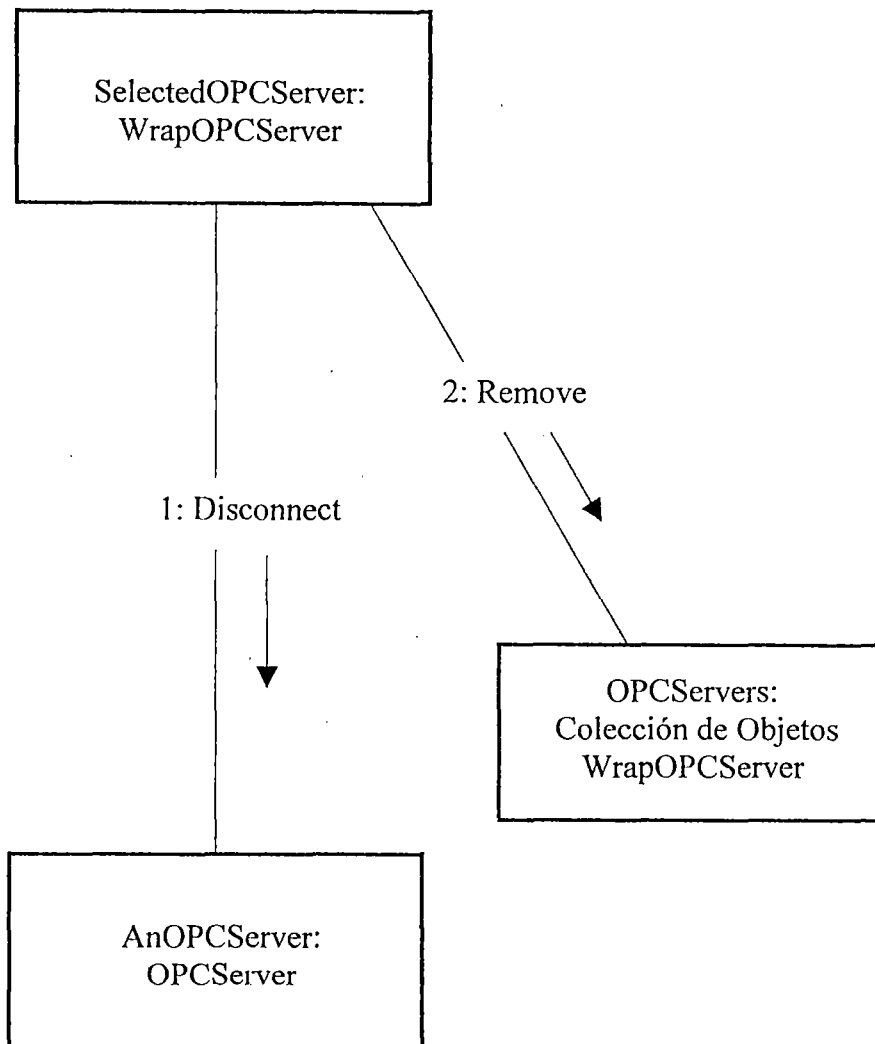 SelectedOPCServer:
WrapOPCServer
2: Remove
1: Disconnect
OPCServers:
Colección de Objetos
WrapOPCServer
AnOPCServer:
OPCServer